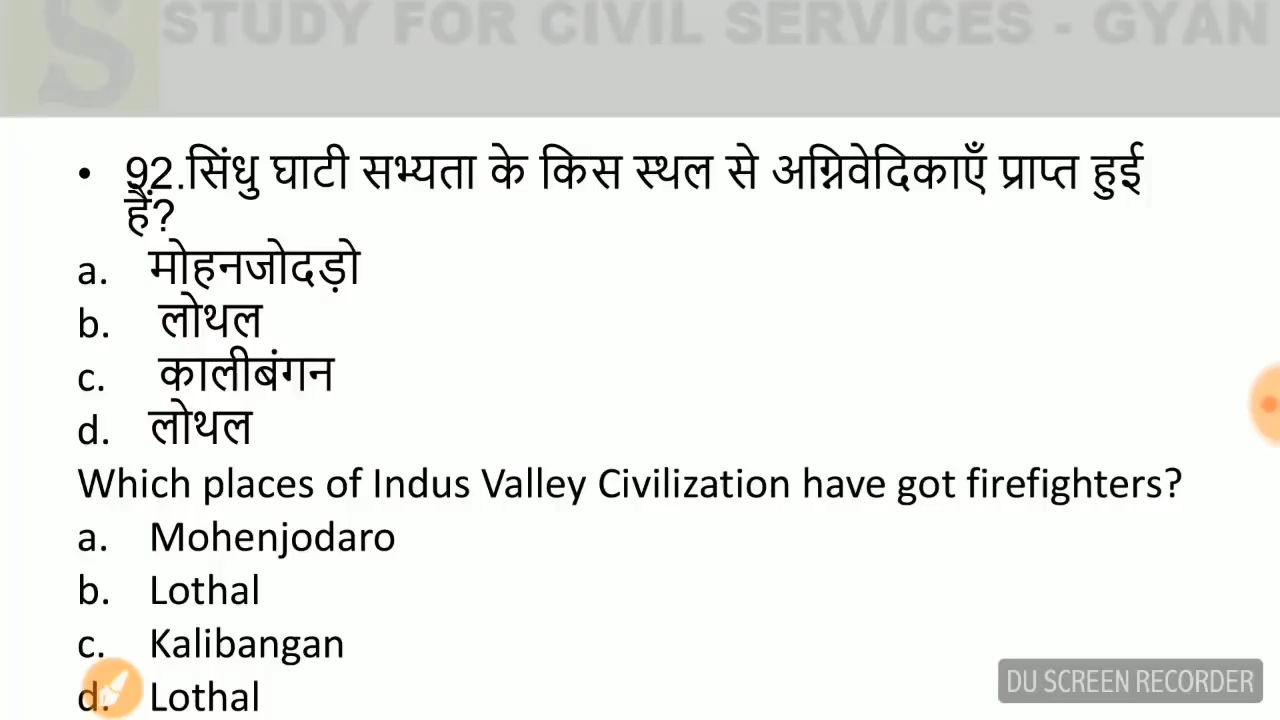 STUDY FOR CIVIL SERVICES - GYAN
• 92.सिंधु घाटी सभ्यता के किस स्थल से अग्निवेदिकाएँ प्राप्त हुई
हैं?
a. मोहनजोदड़ो
b. लोथल
c. कालीबंगन
d. लोथल
Which places of Indus Valley Civilization have got firefighters?
a. Mohenjodaro
b. Lothal
c. Kalibangan
d. Lothal
DU SCREEN RECORDER